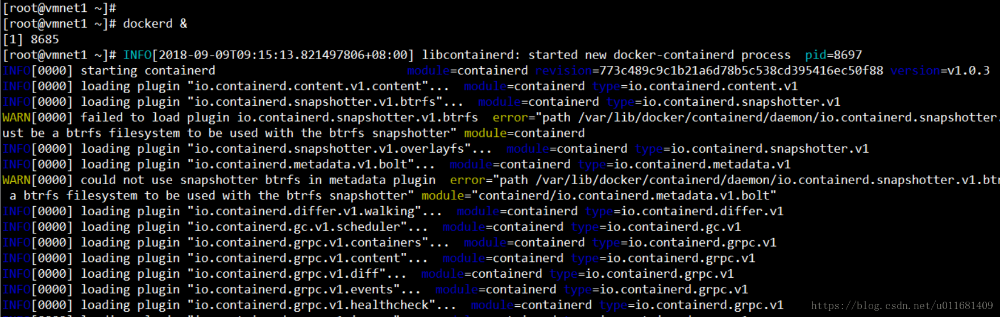 [root@vmnet1 ~]#
[root@vmnet1 ~]# dockerd &
[1] 8685
[root@vmnet1 ~]# INFO[2018-09-09T09:15:13.821497806+08:00] libcontainerd: started new docker-containerd process  pid=8697
INFO[0000] starting containerd                           module=containerd revision=773c489c9c1b21a6d78b5c538cd395416ec50f88 version=v1.0.3
INFO[0000] loading plugin "io.containerd.content.v1.content"...  module=containerd type=io.containerd.content.v1
INFO[0000] loading plugin "io.containerd.snapshotter.v1.btrfs"...  module=containerd type=io.containerd.snapshotter.v1
WARN[0000] failed to load plugin io.containerd.snapshotter.v1.btrfs  error="path /var/lib/docker/containerd/daemon/io.containerd.snapshotter.
ust be a btrfs filesystem to be used with the btrfs snapshotter" module=containerd
INFO[0000] loading plugin "io.containerd.snapshotter.v1.overlayfs"...  module=containerd type=io.containerd.snapshotter.v1
INFO[0000] loading plugin "io.containerd.metadata.v1.bolt"...  module=containerd type=io.containerd.metadata.v1
WARN[0000] could not use snapshotter btrfs in metadata plugin  error="path /var/lib/docker/containerd/daemon/io.containerd.snapshotter.v1.btr
 a btrfs filesystem to be used with the btrfs snapshotter" module="containerd/io.containerd.metadata.v1.bolt"
INFO[0000] loading plugin "io.containerd.differ.v1.walking"...  module=containerd type=io.containerd.differ.v1
INFO[0000] loading plugin "io.containerd.gc.v1.scheduler"...  module=containerd type=io.containerd.gc.v1
INFO[0000] loading plugin "io.containerd.grpc.v1.containers"...  module=containerd type=io.containerd.grpc.v1
INFO[0000] loading plugin "io.containerd.grpc.v1.content"...  module=containerd type=io.containerd.grpc.v1
INFO[0000] loading plugin "io.containerd.grpc.v1.diff"...  module=containerd type=io.containerd.grpc.v1
INFO[0000] loading plugin "io.containerd.grpc.v1.events"...  module=containerd type=io.containerd.grpc.v1
INFO[0000] loading plugin "io.containerd.grpc.v1.healthcheck"...  module=containerd type=io.containerd.grpc.v1
https://blog.csdn.net/u011681409